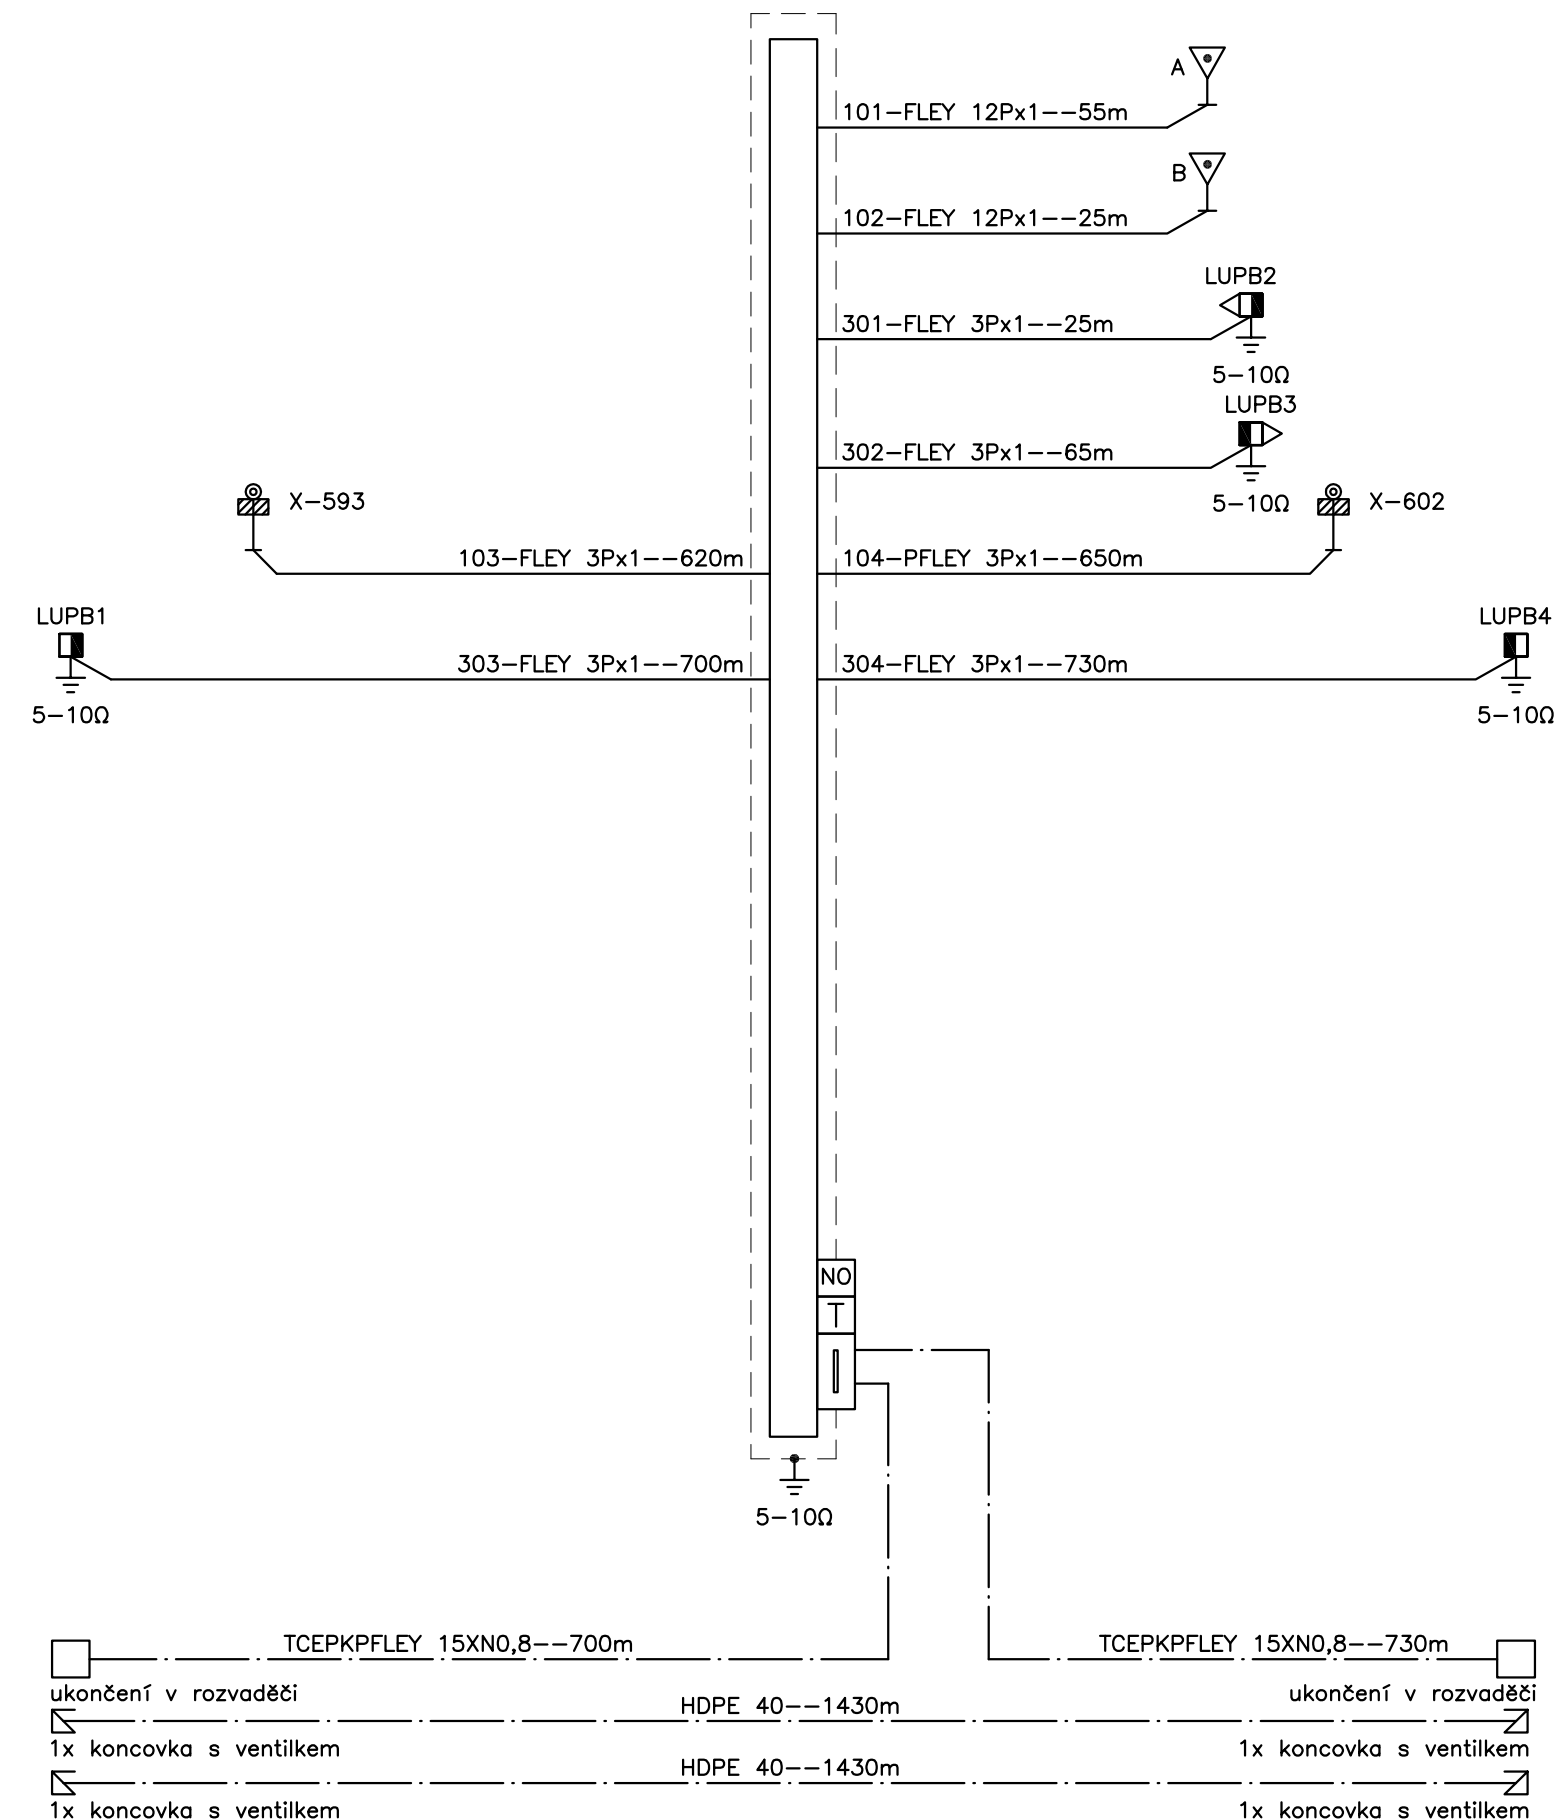 A
101-FLEY 12Px1--55m
B
102-FLEY 12Px1--25m
LUPB2
301-FLEY 3Px1--25m
5-10Ω
LUPB3
302-FLEY 3Px1--65m
5-10Ω
X-593
X-602
103-FLEY 3Px1--620m
104-PFLEY 3Px1--650m
LUPB1
LUPB4
303-FLEY 3Px1--700m
304-FLEY 3Px1--730m
5-10Ω
5-10Ω
NO
T
5-10Ω
TCEPKPFLEY 15XN0,8--700m
TCEPKPFLEY 15XN0,8--730m
ukončení v rozvaděči
ukončení v rozvaděči
HDPE 40--1430m
1x koncovka s ventilkem
1x koncovka s ventilkem
HDPE 40--1430m
1x koncovka s ventilkem
1x koncovka s ventilkem